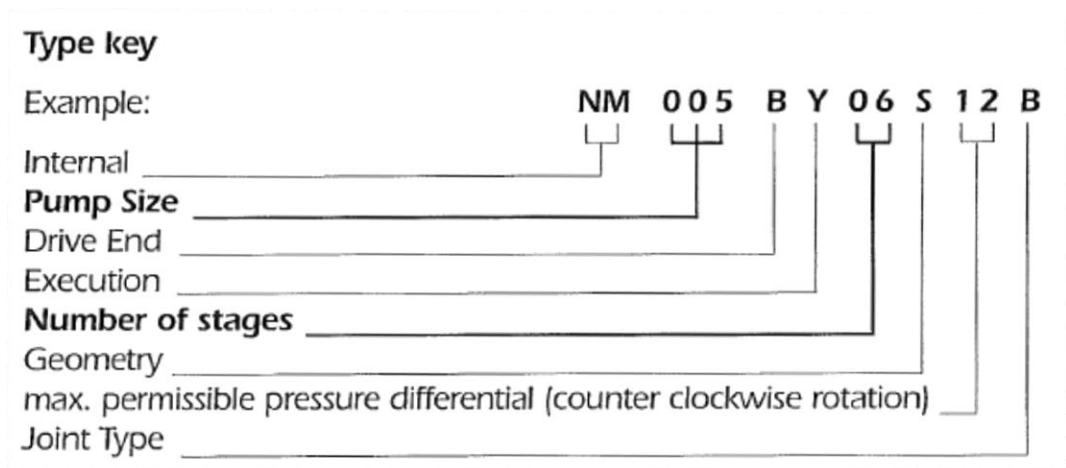 Type key
Example: NM 005 B Y 06 S 12 B
Internal
Pump Size
Drive End
Execution
Number of stages
Geometry
max. permissible pressure differential (counter clockwise rotation)
Joint Type